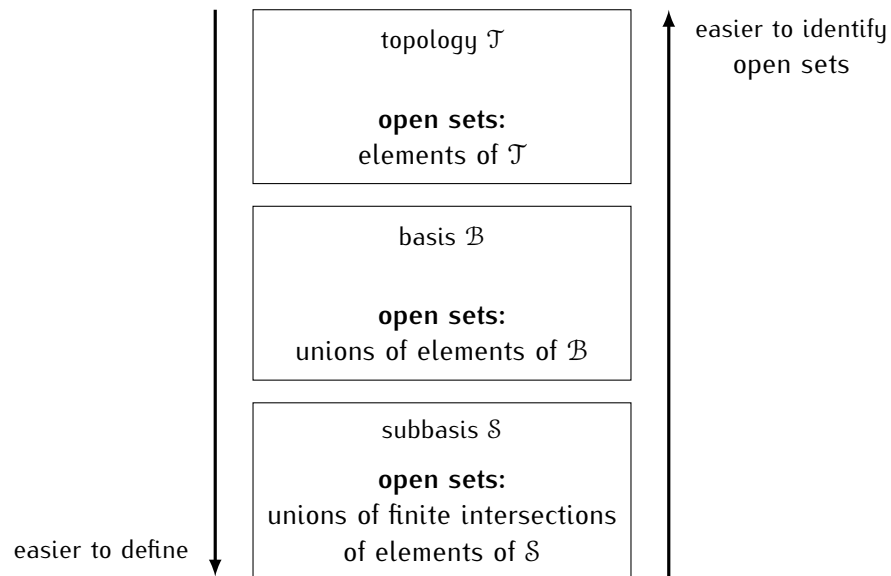 topology 𝒯
open sets:
elements of 𝒯
easier to identify
open sets
basis ℬ
open sets:
unions of elements of ℬ
subbasis 𝒮
open sets:
unions of finite intersections
of elements of 𝒮
easier to define